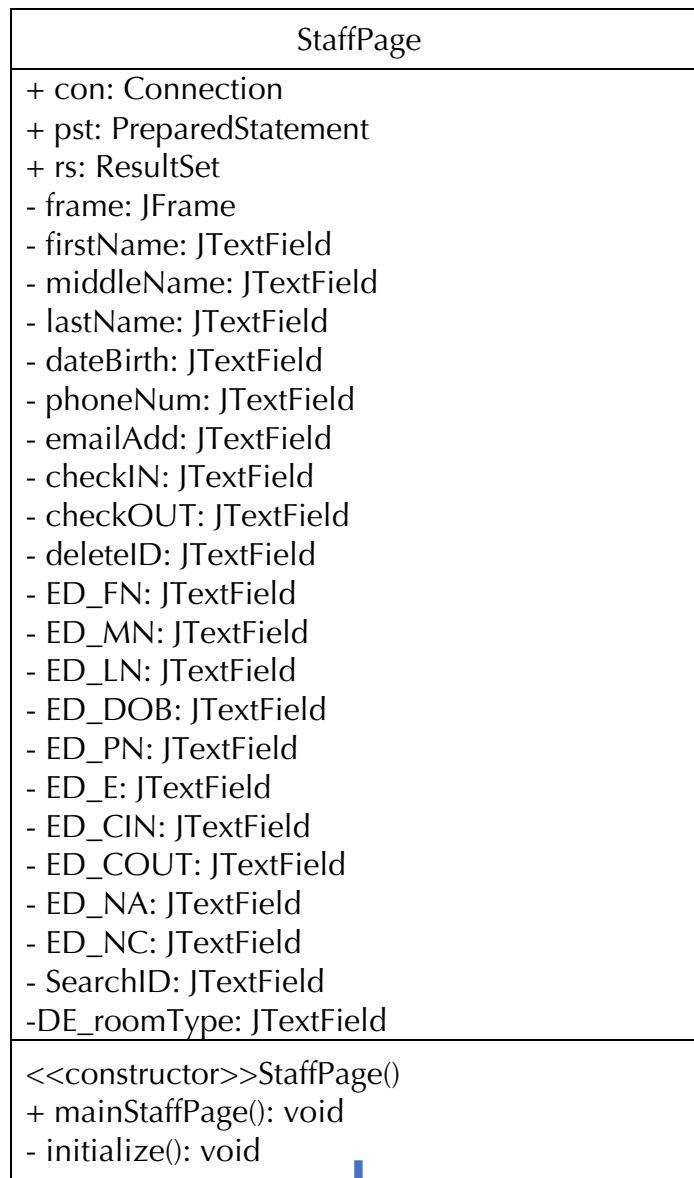 StaffPage
+ con: Connection
+ pst: PreparedStatement
+ rs: ResultSet
- frame: JFrame
- firstName: JTextField
- middleName: JTextField
- lastName: JTextField
- dateBirth: JTextField
- phoneNum: JTextField
- emailAdd: JTextField
- checkIN: JTextField
- checkOUT: JTextField
- deleteID: JTextField
- ED_FN: JTextField
- ED_MN: JTextField
- ED_LN: JTextField
- ED_DOB: JTextField
- ED_PN: JTextField
- ED_E: JTextField
- ED_CIN: JTextField
- ED_COUT: JTextField
- ED_NA: JTextField
- ED_NC: JTextField
- SearchID: JTextField
-DE_roomType: JTextField
<<constructor>>StaffPage()
+ mainStaffPage(): void
- initialize(): void